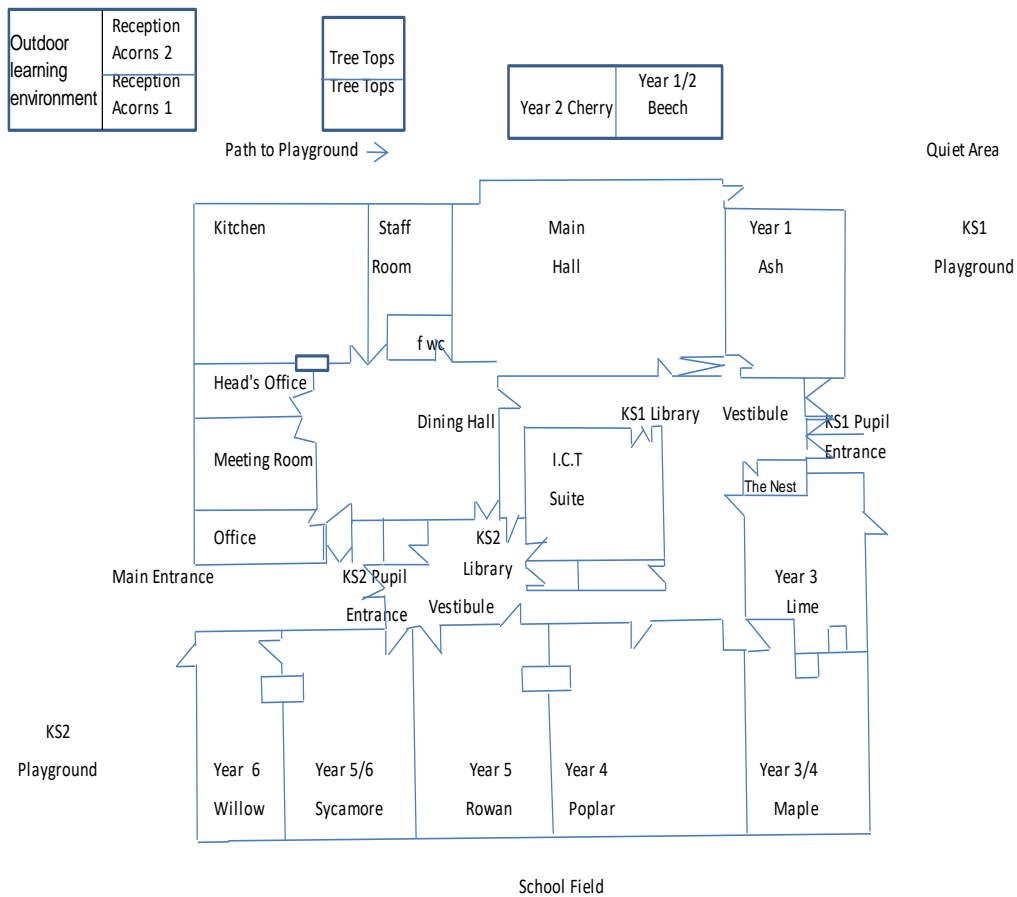 Outdoor
learning
environment
Reception
Acorns 2
Reception
Acorns 1
Tree Tops
Tree Tops
Year 2 Cherry
Year 1/2
Beech
Path to Playground
Quiet Area
Kitchen
Staff
Room
Main
Hall
Year 1
Ash
KS1
Playground
f wc
Head's Office
Dining Hall
KS1 Library
Vestibule
KS1 Pupil
Entrance
Meeting Room
I.C.T
Suite
The Nest
Office
KS2
Library
Main Entrance
KS2 Pupil
Entrance
Vestibule
Year 3
Lime
KS2
Playground
Year 6
Willow
Year 5/6
Sycamore
Year 5
Rowan
Year 4
Poplar
Year 3/4
Maple
School Field